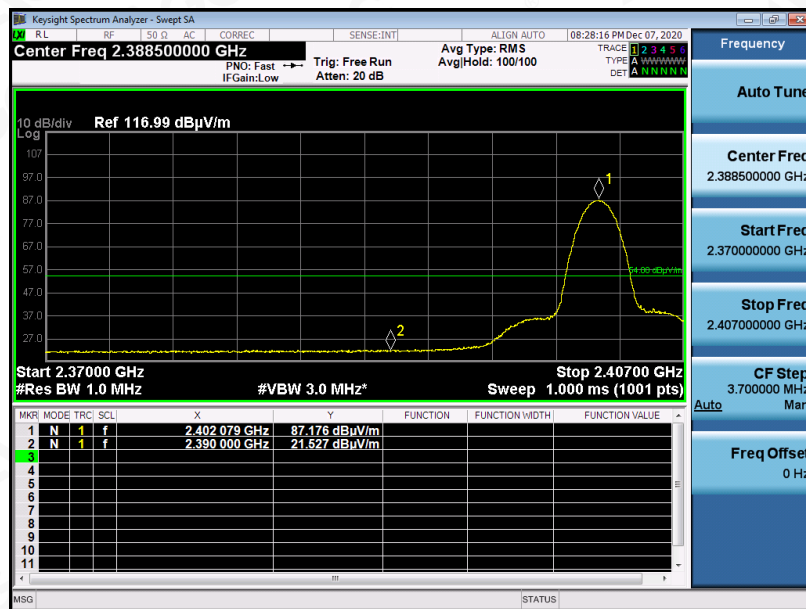 Keysight Spectrum Analyzer - Swept SA
LXI RL RF 50 Ω AC CORREC SENSE:INT ALIGN AUTO 08:28:16 PM Dec 07, 2020
Center Freq 2.388500000 GHz
PNO: Fast
IFGain:Low
Trig: Free Run
Atten: 20 dB
Avg Type: RMS
Avg|Hold: 100/100
TRACE 1 2 3 4 5 6
TYPE A WWWWW
DET A N N N N N
10 dB/div
Log
Ref 116.99 dBµV/m
107
97.0
87.0
77.0
67.0
57.0
47.0
37.0
27.0
1
2
54.00 dBµV/m
Start 2.37000 GHz
Stop 2.40700 GHz
#Res BW 1.0 MHz
#VBW 3.0 MHz*
Sweep 1.000 ms (1001 pts)
MKR MODE TRC SCL X Y FUNCTION FUNCTION WIDTH FUNCTION VALUE
1 N 1 f 2.402 079 GHz 87.176 dBµV/m
2 N 1 f 2.390 000 GHz 21.527 dBµV/m
3
4
5
6
7
8
9
10
11
MSG
STATUS
Frequency
Auto Tune
Center Freq
2.388500000 GHz
Start Freq
2.370000000 GHz
Stop Freq
2.407000000 GHz
CF Step
3.700000 MHz
Auto Man
Freq Offset
0 Hz